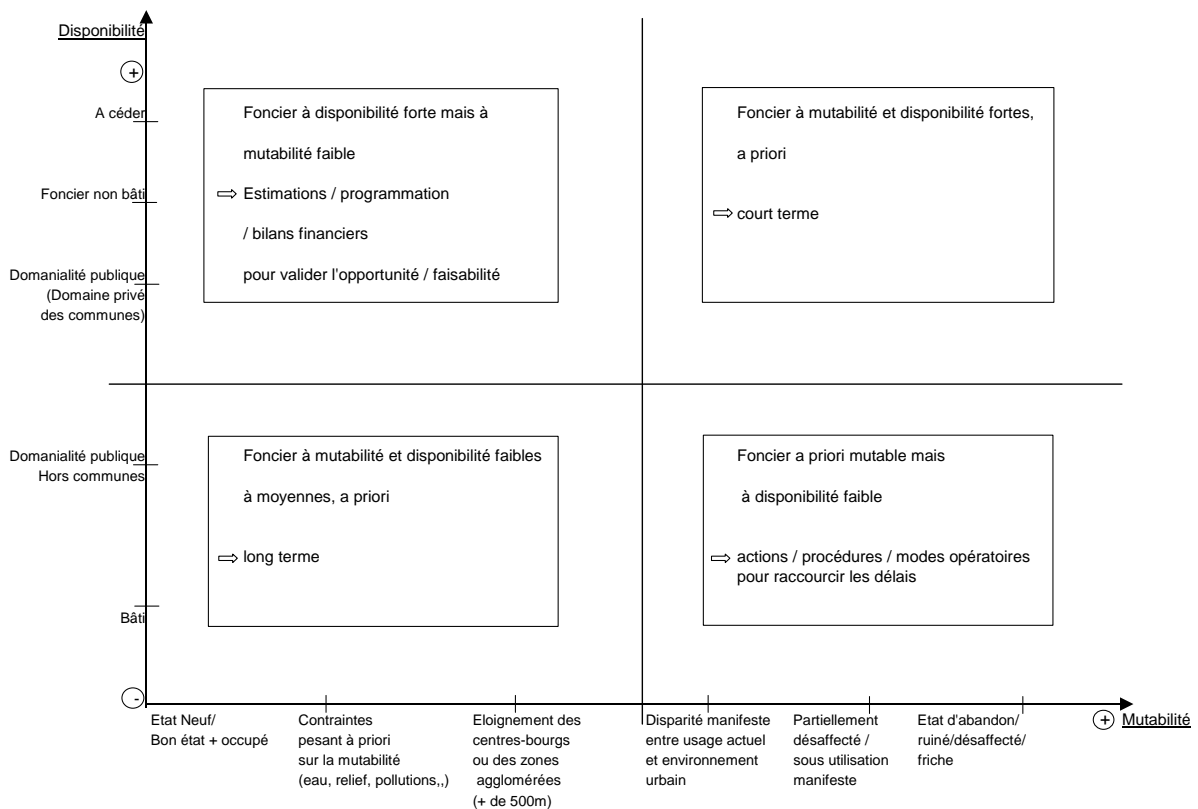 Disponibilité
+
A céder
Foncier non bâti
Domanialité publique
(Domaine privé
des communes)
Foncier à disponibilité forte mais à
mutabilité faible
⇨ Estimations / programmation
/ bilans financiers
pour valider l'opportunité / faisabilité
Foncier à mutabilité et disponibilité fortes,
a priori
⇨ court terme
Domanialité publique
Hors communes
Bâti
-
Foncier à mutabilité et disponibilité faibles
à moyennes, a priori
⇨ long terme
Foncier a priori mutable mais
à disponibilité faible
⇨ actions / procédures / modes opératoires
pour raccourcir les délais
Etat Neuf/
Bon état + occupé
Contraintes
pesant à priori
sur la mutabilité
(eau, relief, pollutions,,)
Eloignement des
centres-bourgs
ou des zones
agglomérées
(+ de 500m)
Disparité manifeste
entre usage actuel
et environnement
urbain
Partiellement
désaffecté /
sous utilisation
manifeste
Etat d'abandon/
ruiné/désaffecté/
friche
+ Mutabilité